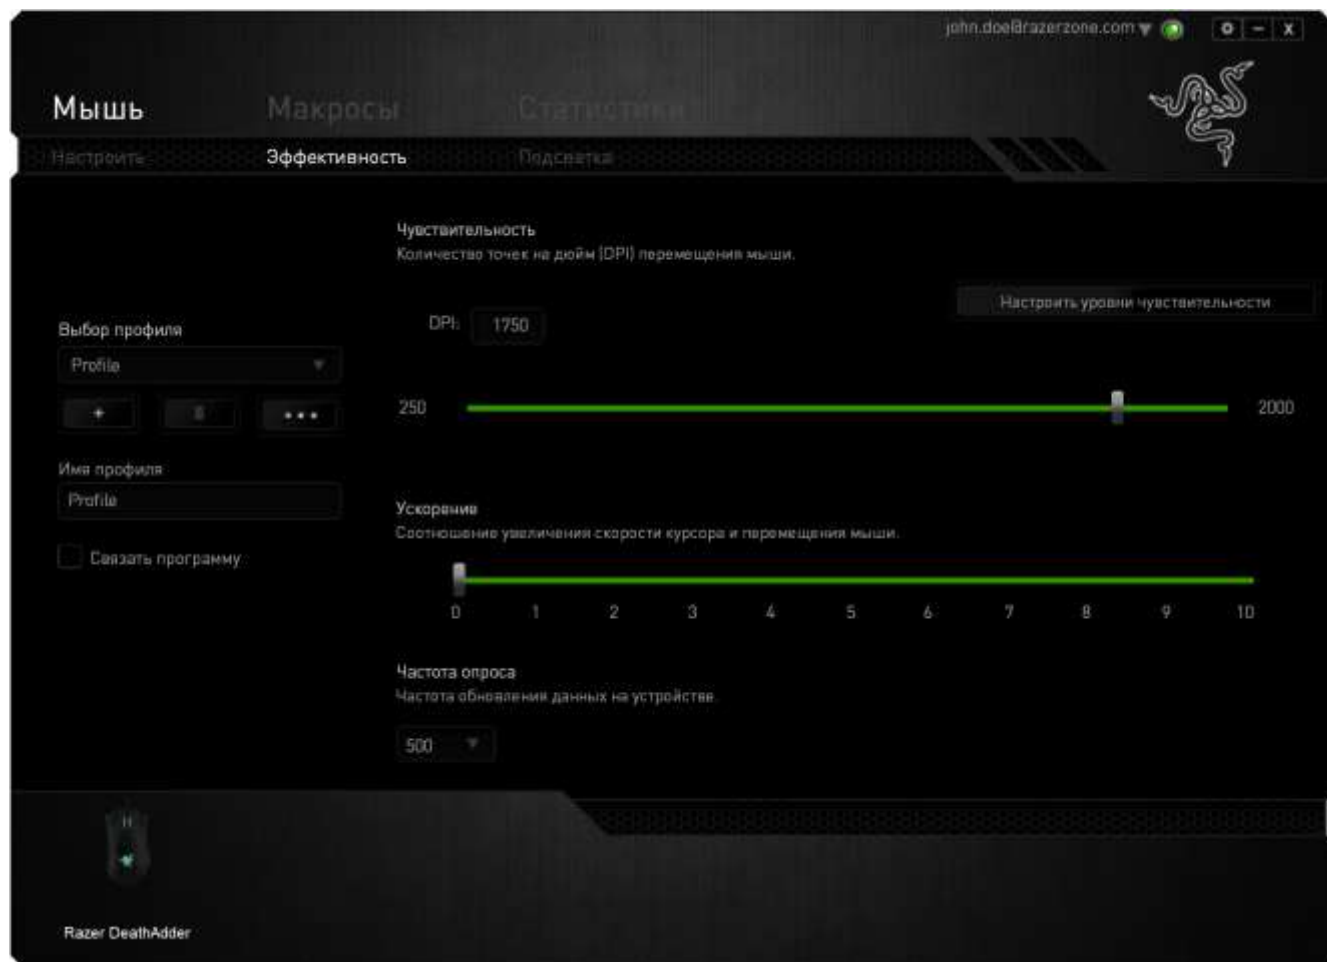 john.doe@razerzone.com
Мышь Макросы Статистики
Настроить Эффективность Подсветка
Чувствительность
Количество точек на дюйм (DPI) перемещения мыши.
Настроить уровни чувствительности
DPI: 1750
Выбор профиля
Profile
250 2000
Имя профиля
Profile
Связать программу
Ускорение
Соотношение увеличения скорости курсора и перемещения мыши.
0 1 2 3 4 5 6 7 8 9 10
Частота опроса
Частота обновления данных на устройстве.
500
Razer DeathAdder